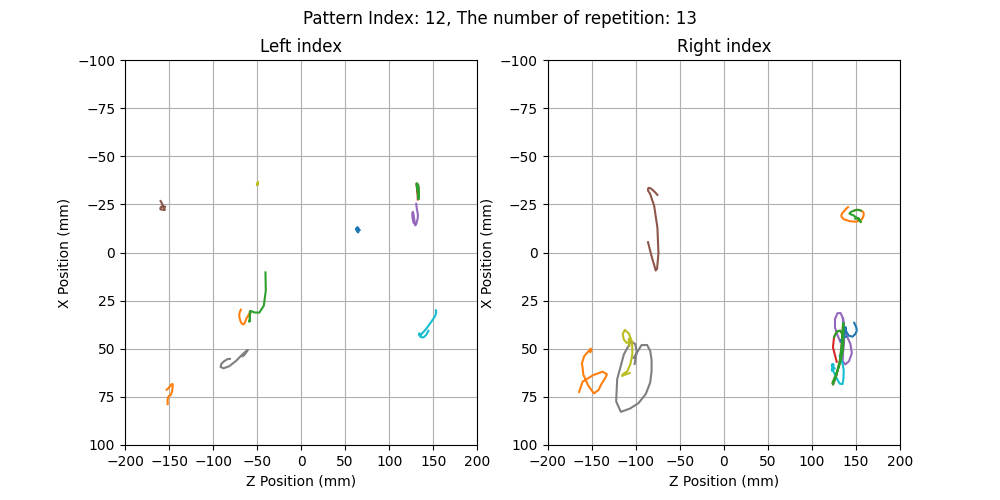 Pattern Index: 12, The number of repetition: 13
Left index
Right index
−100
−75
−50
−25
0
25
50
75
100
X Position (mm)
−200 −150 −100 −50 0 50 100 150 200
Z Position (mm)
−100
−75
−50
−25
0
25
50
75
100
X Position (mm)
−200 −150 −100 −50 0 50 100 150 200
Z Position (mm)